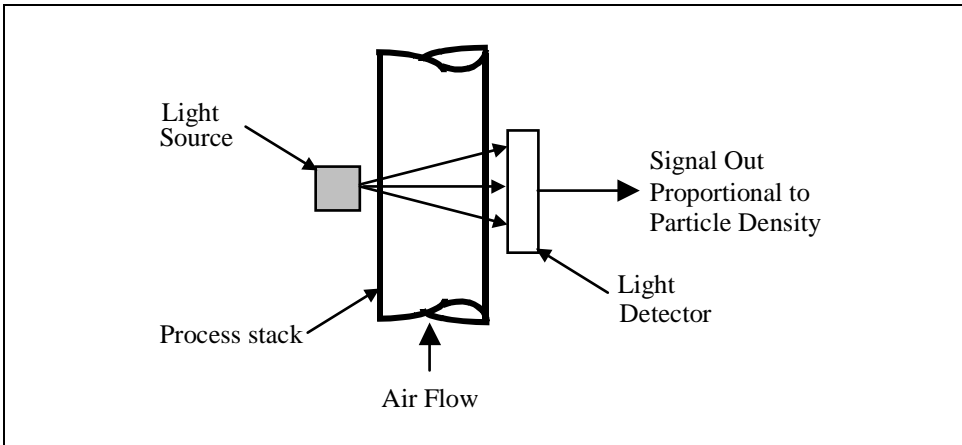 Light
Source
Signal Out
Proportional to
Particle Density
Light
Detector
Process stack
Air Flow